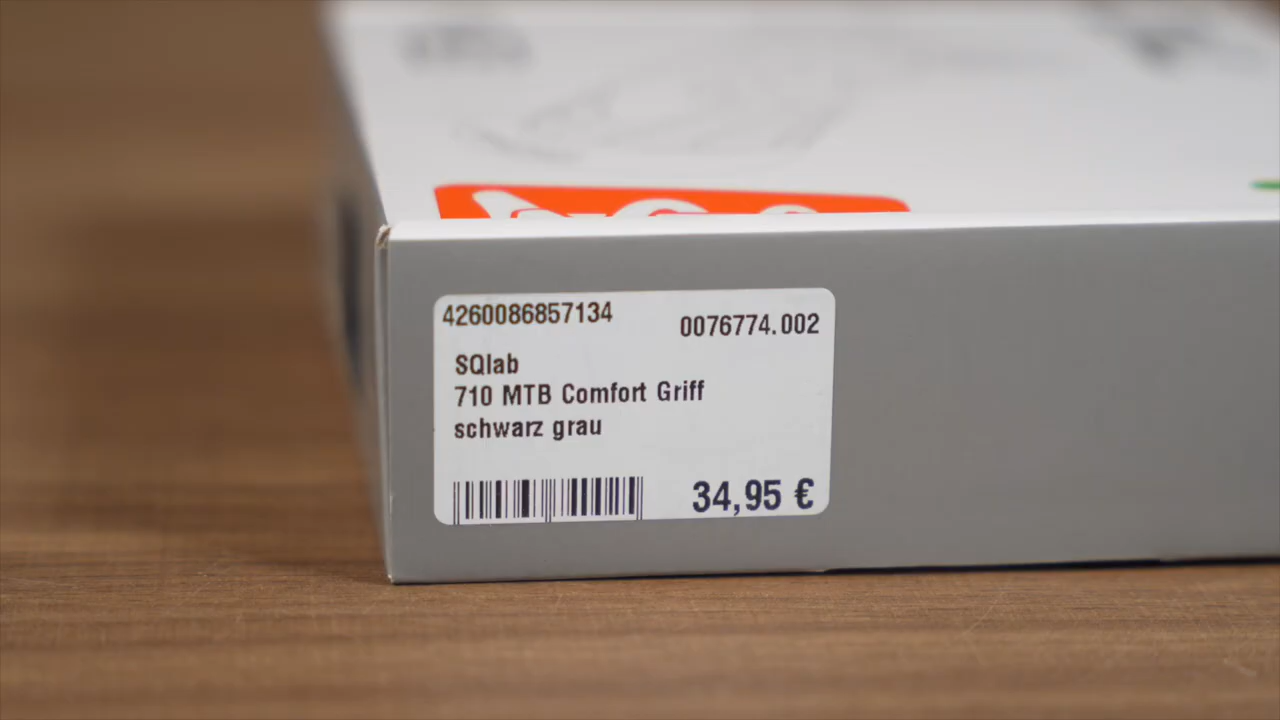 4260086857134
0076774.002
SQlab
710 MTB Comfort Griff
schwarz grau
34,95 €